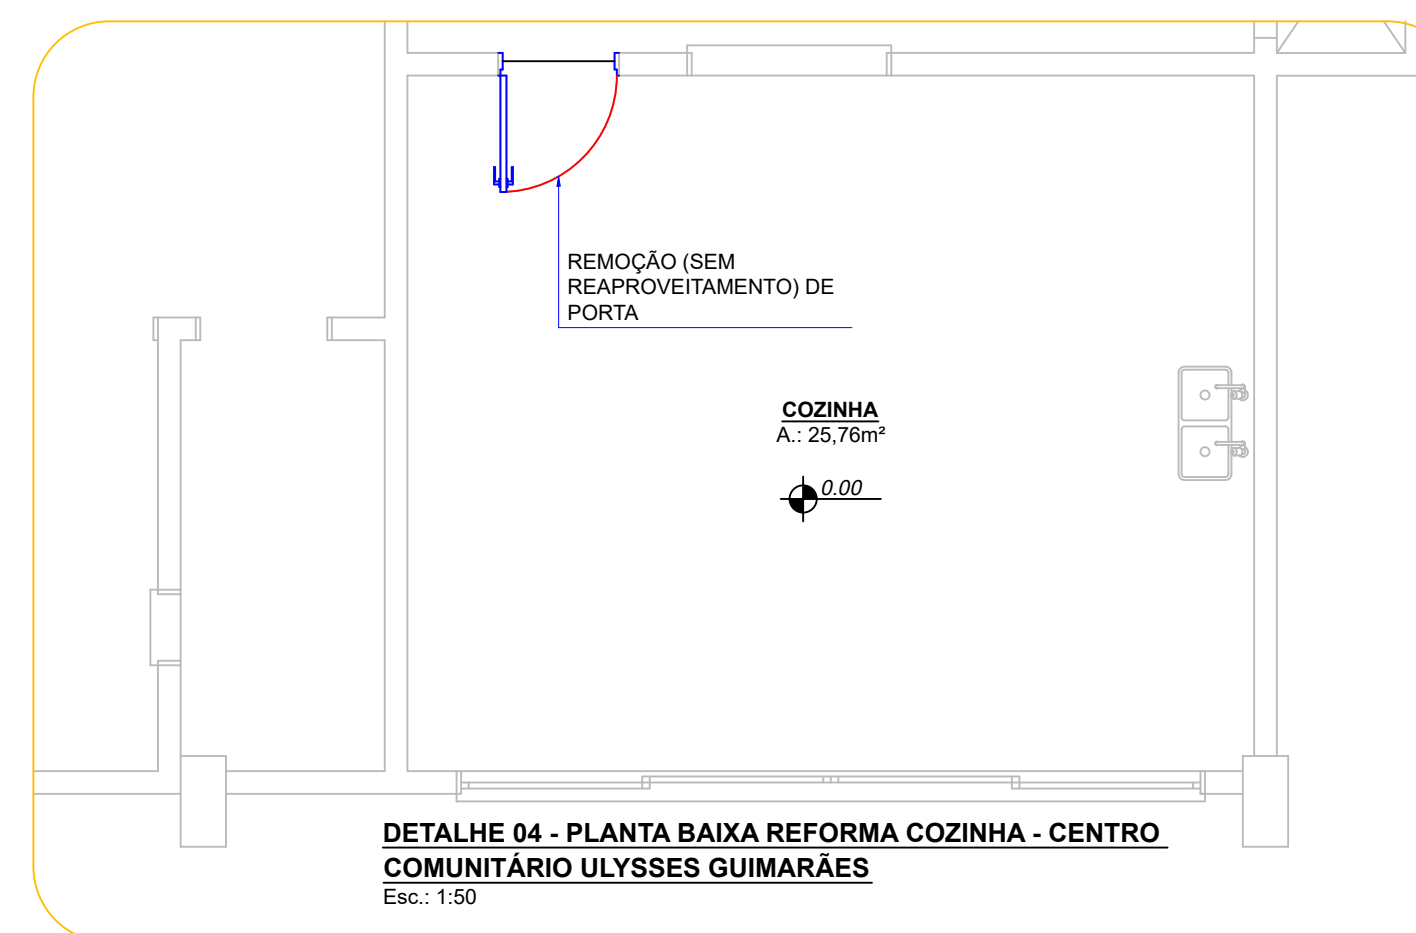 REMOÇÃO (SEM
REAPROVEITAMENTO) DE
PORTA
COZINHA
A.: 25,76m²
0.00
DETALHE 04 - PLANTA BAIXA REFORMA COZINHA - CENTRO
COMUNITÁRIO ULYSSES GUIMARÃES
Esc.: 1:50